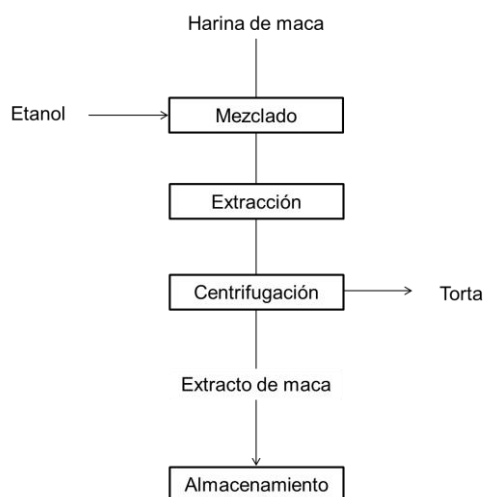 Harina de maca
Etanol
Mezclado
Extracción
Centrifugación
Torta
Extracto de maca
Almacenamiento